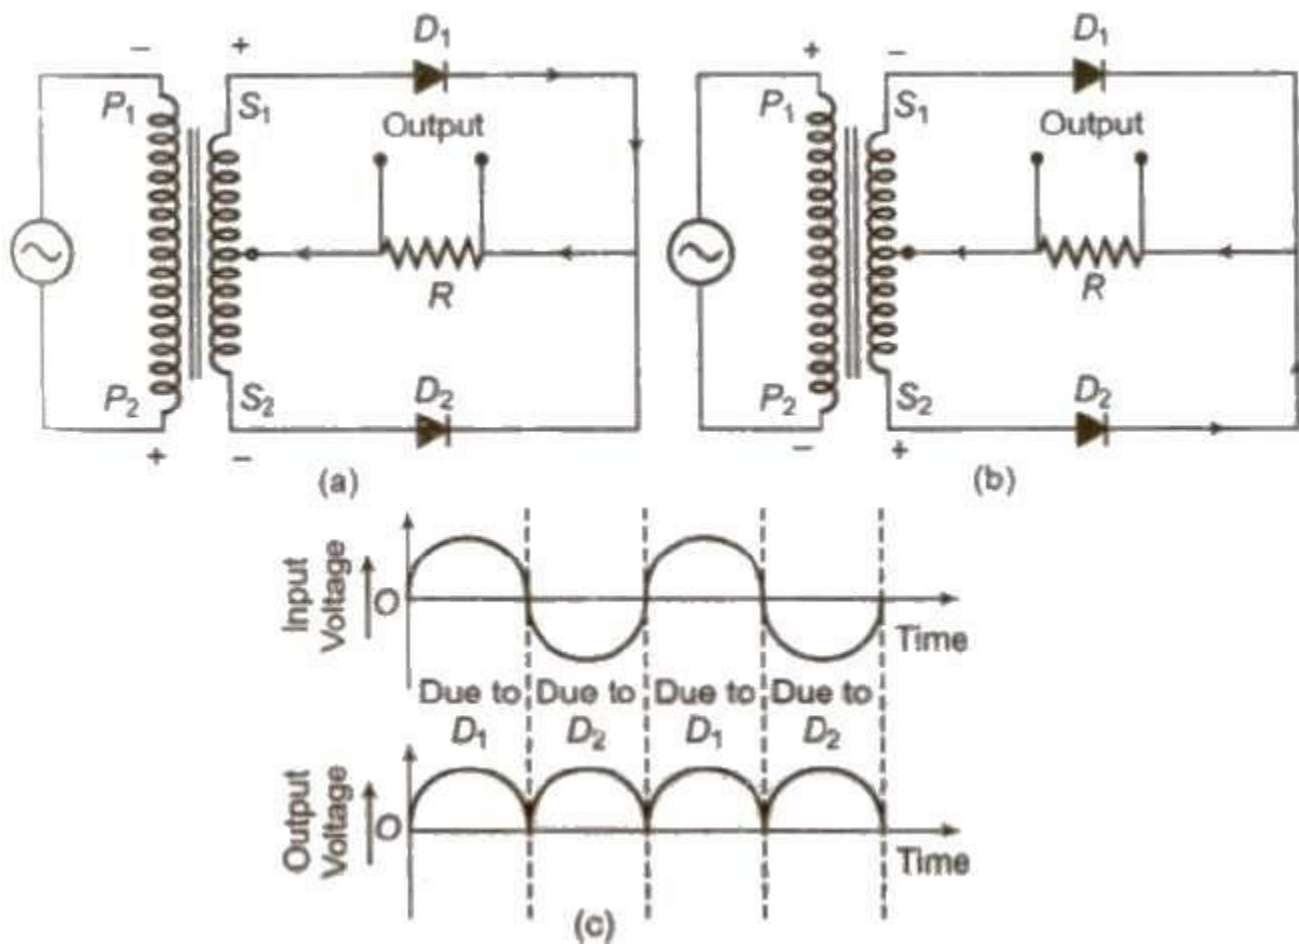 − + D₁
P₁ S₁
Output
R
P₂ S₂ D₂
+ −
(a)
+ − D₁
P₁ S₁
Output
R
P₂ S₂ D₂
− +
(b)
Input
Voltage
O
Time
Due to Due to Due to Due to
D₁ D₂ D₁ D₂
Output
Voltage
O
Time
(c)